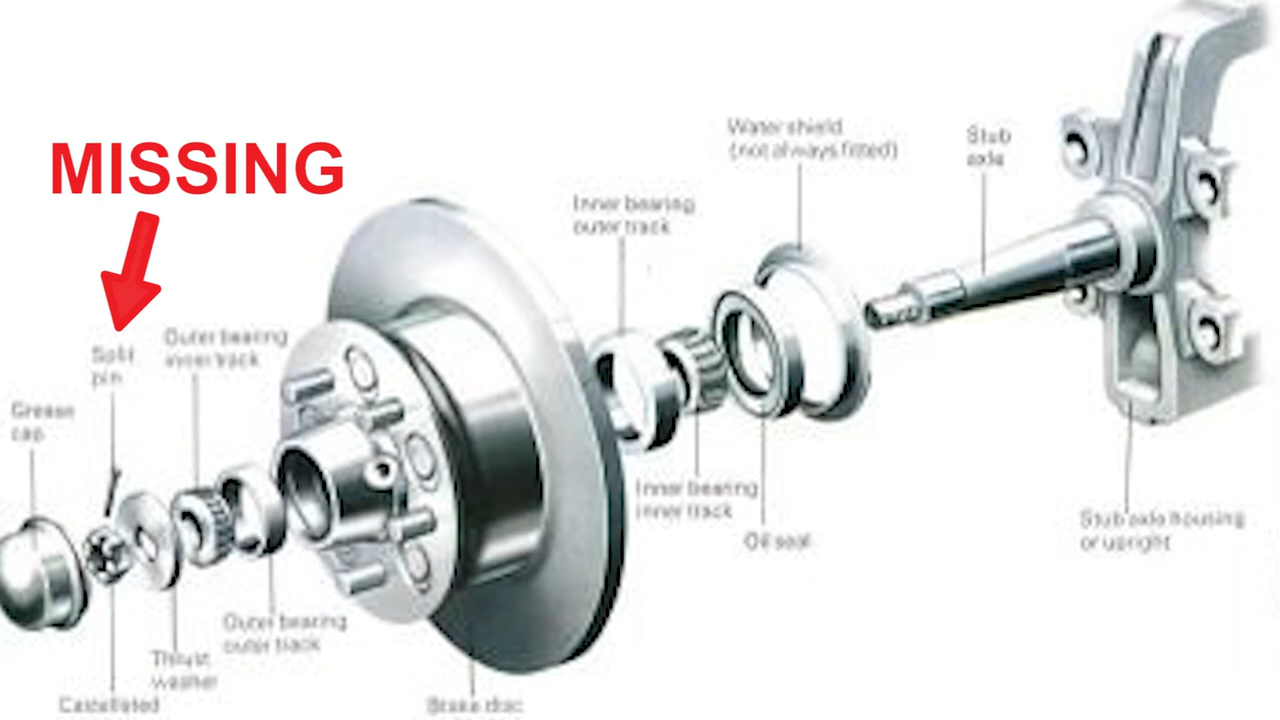 MISSING
Water shield
(not always fitted)
Stub
axle
Inner bearing
outer track
Outer bearing
inner track
Split
pin
Grease
cap
Inner bearing
inner track
Oil seal
Stub axle housing
or upright
Outer bearing
outer track
Thrust
washer
Castellated
Brake disc